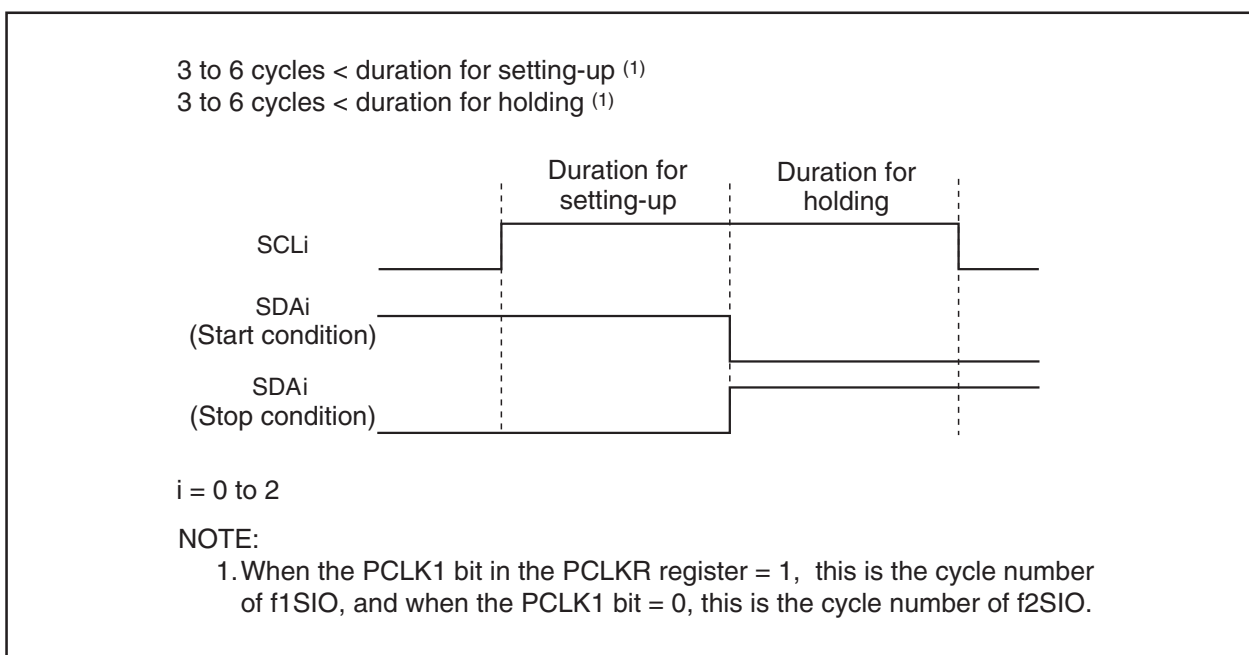 3 to 6 cycles < duration for setting-up (1)
3 to 6 cycles < duration for holding (1)
Duration for
setting-up
Duration for
holding
SCLi
SDAi
(Start condition)
SDAi
(Stop condition)
i = 0 to 2
NOTE:
1. When the PCLK1 bit in the PCLKR register = 1, this is the cycle number
of f1SIO, and when the PCLK1 bit = 0, this is the cycle number of f2SIO.